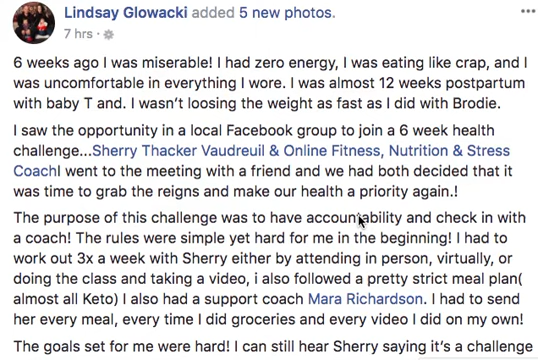 Lindsay Glowacki added 5 new photos.
7 hrs ·
6 weeks ago I was miserable! I had zero energy, I was eating like crap, and I
was uncomfortable in everything I wore. I was almost 12 weeks postpartum
with baby T and. I wasn't loosing the weight as fast as I did with Brodie.
I saw the opportunity in a local Facebook group to join a 6 week health
challenge...Sherry Thacker Vaudreuil & Online Fitness, Nutrition & Stress
CoachI went to the meeting with a friend and we had both decided that it
was time to grab the reigns and make our health a priority again.!
The purpose of this challenge was to have accountability and check in with
a coach! The rules were simple yet hard for me in the beginning! I had to
work out 3x a week with Sherry either by attending in person, virtually, or
doing the class and taking a video, i also followed a pretty strict meal plan(
almost all Keto) I also had a support coach Mara Richardson. I had to send
her every meal, every time I did groceries and every video I did on my own!
The goals set for me were hard! I can still hear Sherry saying it's a challenge